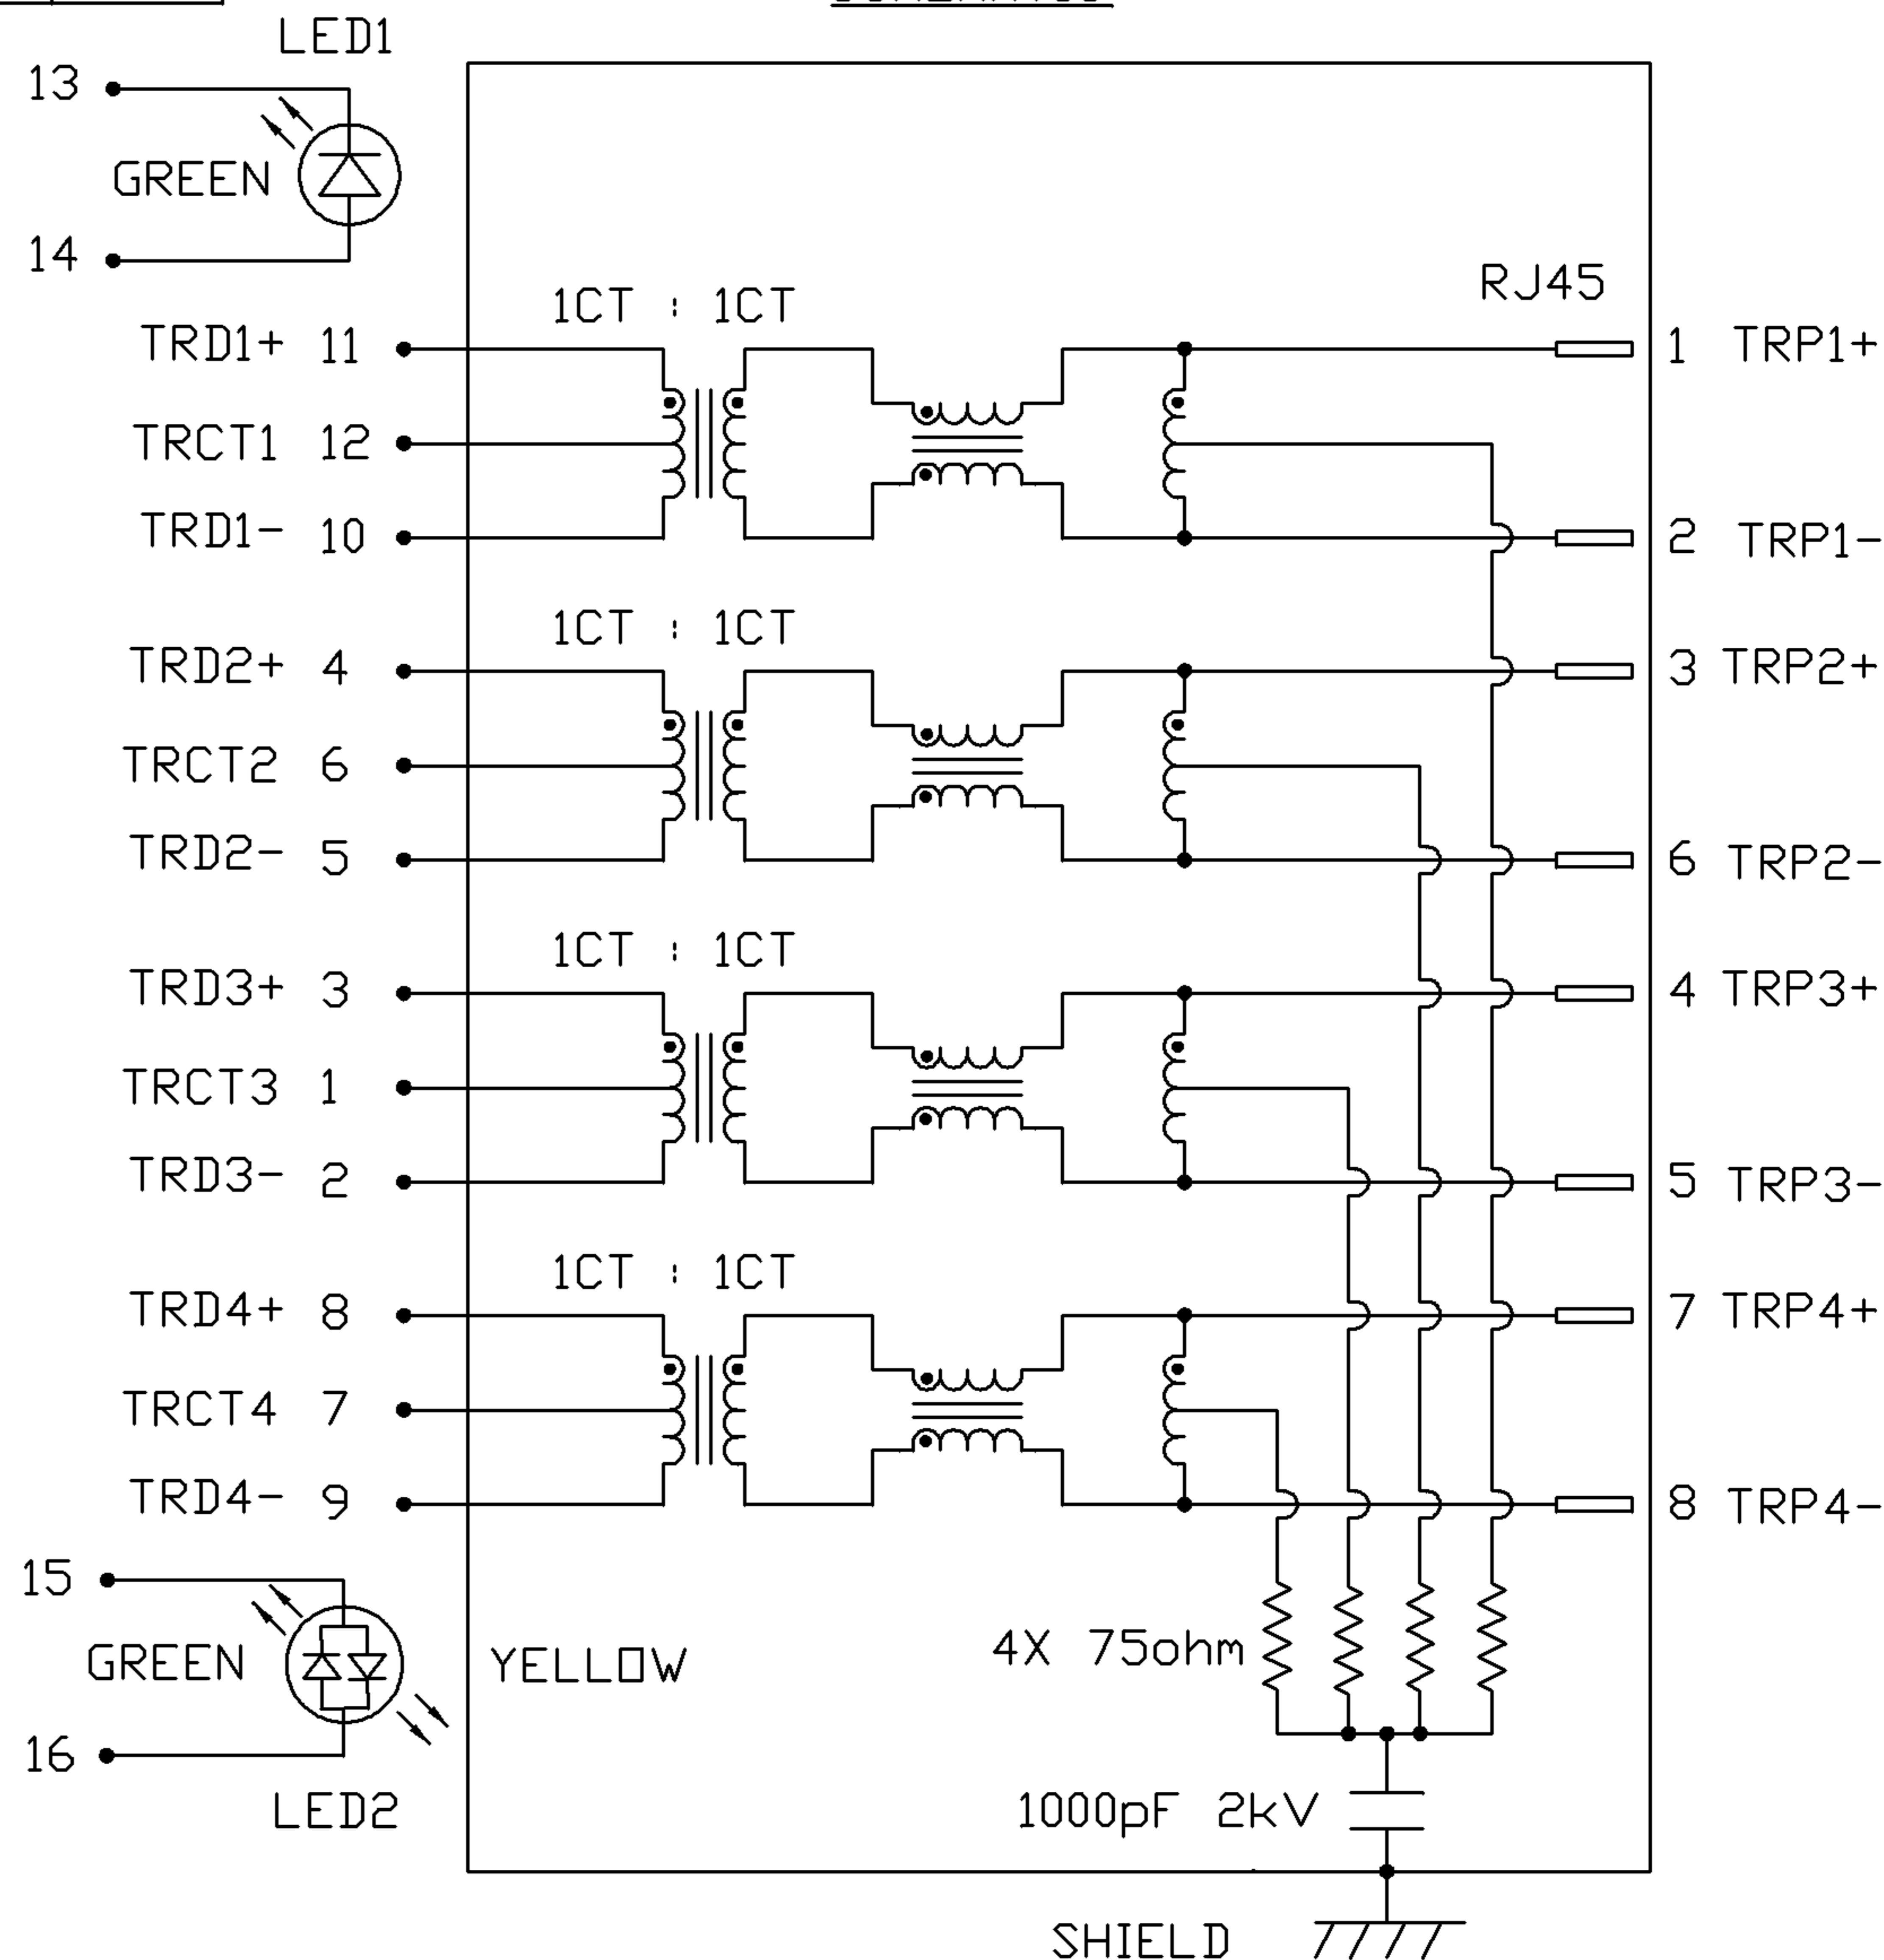 LED1
13
GREEN
14
RJ45
1CT : 1CT
TRD1+ 11
1 TRP1+
TRCT1 12
TRD1- 10
2 TRP1-
1CT : 1CT
TRD2+ 4
3 TRP2+
TRCT2 6
TRD2- 5
6 TRP2-
1CT : 1CT
TRD3+ 3
4 TRP3+
TRCT3 1
TRD3- 2
5 TRP3-
1CT : 1CT
TRD4+ 8
7 TRP4+
TRCT4 7
TRD4- 9
8 TRP4-
15
GREEN
YELLOW
4X 75ohm
16
LED2
1000pF 2kV
SHIELD